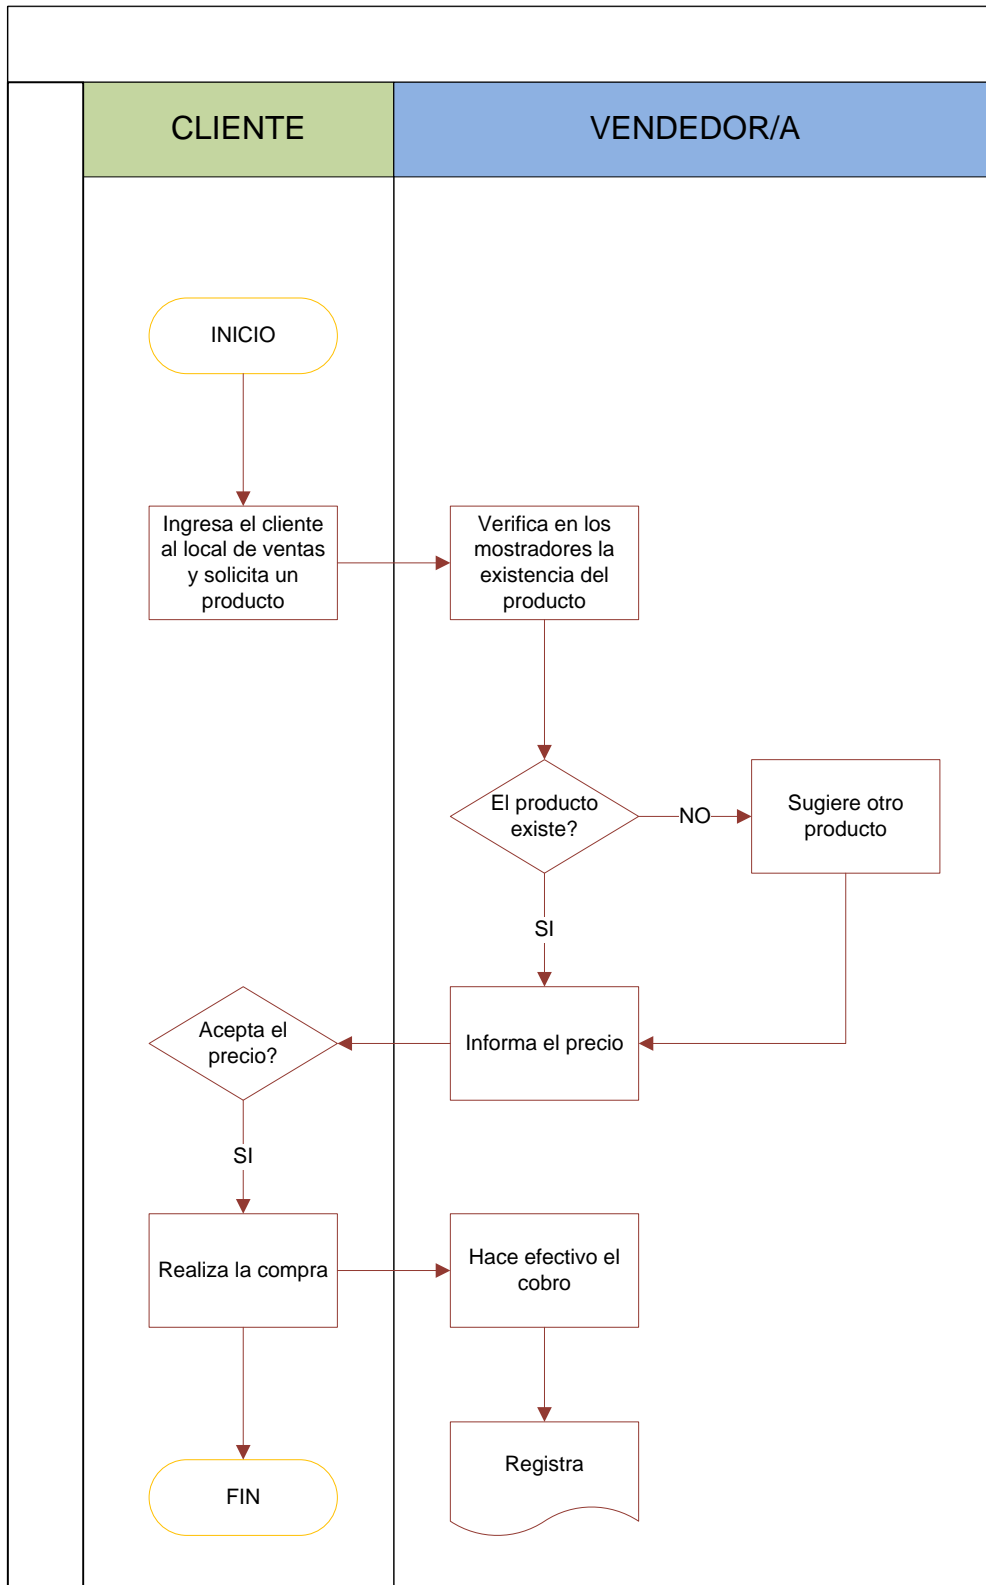 CLIENTE
VENDEDOR/A
INICIO
Ingresa el cliente
al local de ventas
y solicita un
producto
Verifica en los
mostradores la
existencia del
producto
El producto
existe?
NO
Sugiere otro
producto
SI
Acepta el
precio?
Informa el precio
SI
Realiza la compra
Hace efectivo el
cobro
Registra
FIN